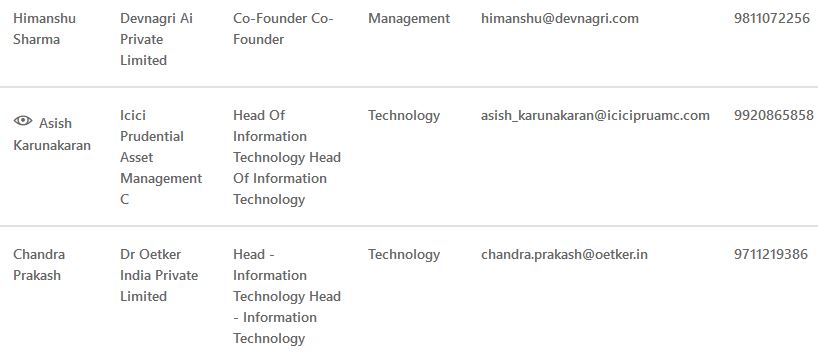 Himanshu Sharma
Devnagri Ai Private Limited
Co-Founder Co-Founder
Management
himanshu@devnagri.com
9811072256
Asish Karunakaran
Icici Prudential Asset Management C
Head Of Information Technology Head Of Information Technology
Technology
asish_karunakaran@icicipruamc.com
9920865858
Chandra Prakash
Dr Oetker India Private Limited
Head - Information Technology Head - Information Technology
Technology
chandra.prakash@oetker.in
9711219386